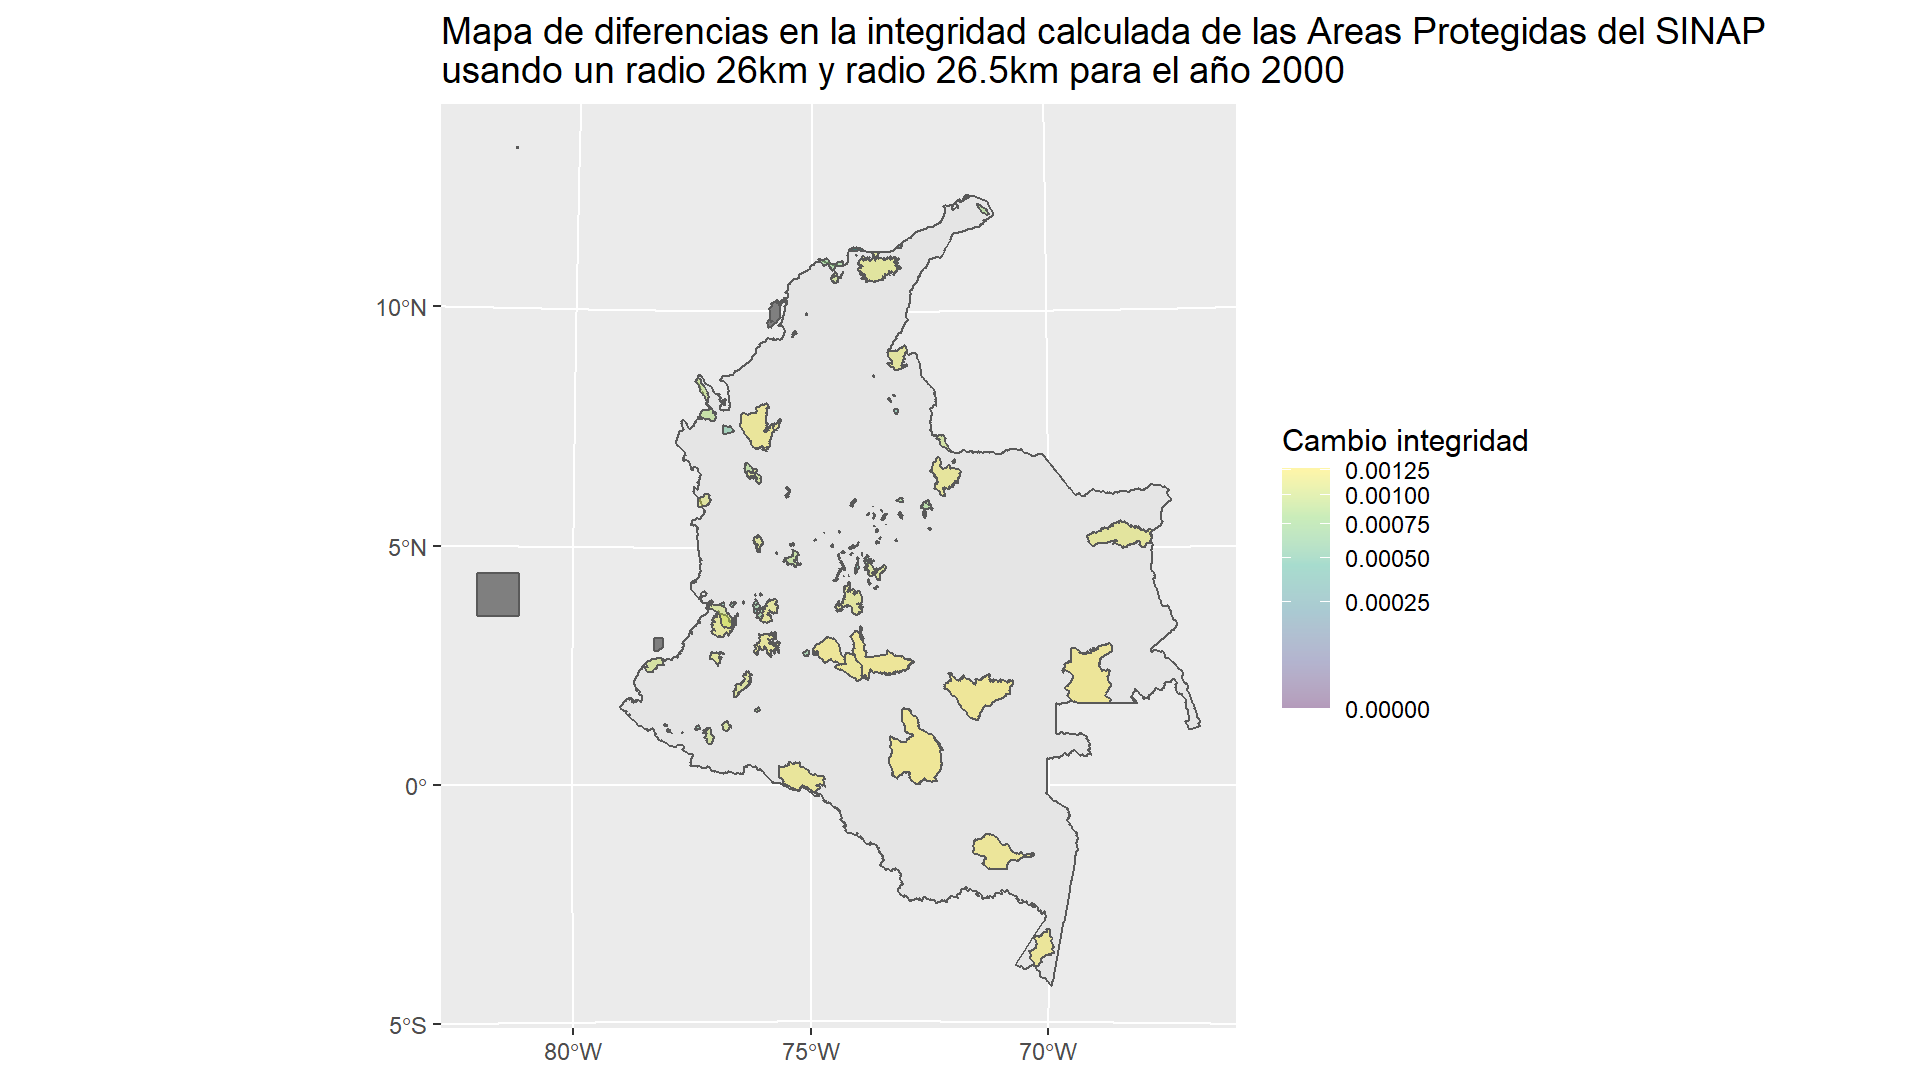 Mapa de diferencias en la integridad calculada de las Areas Protegidas del SINAP
usando un radio 26km y radio 26.5km para el año 2000
10°N
5°N
0°
5°S
80°W
75°W
70°W
Cambio integridad
0.00125
0.00100
0.00075
0.00050
0.00025
0.00000